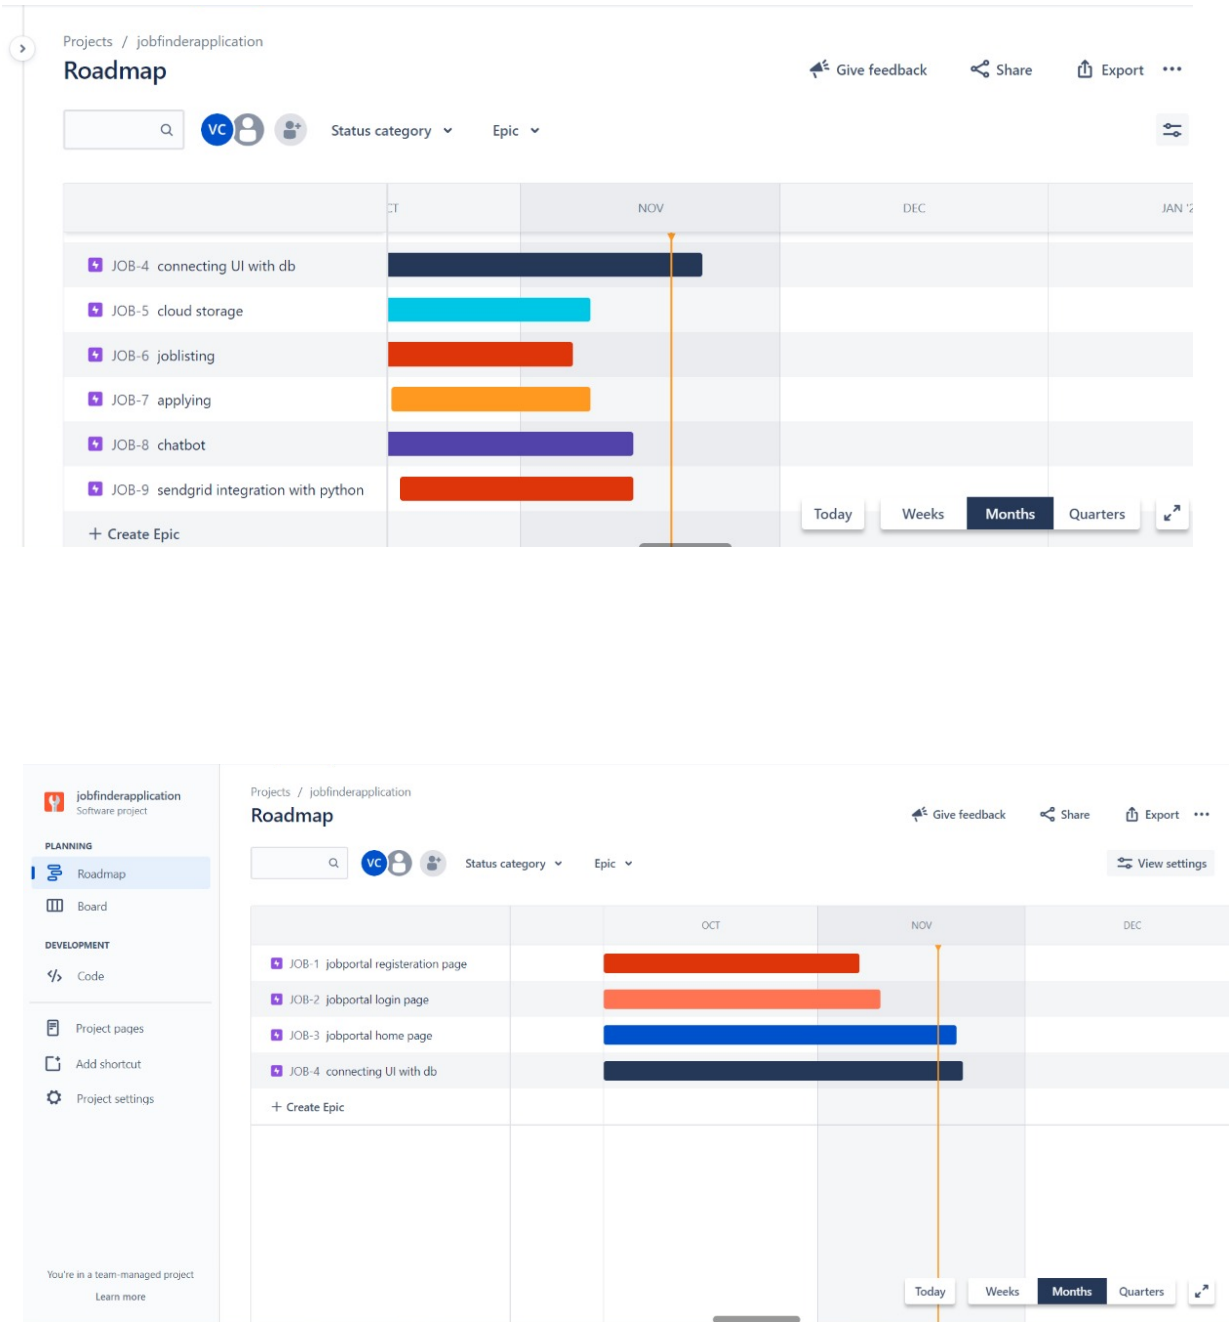 Projects / jobfinderapplication
Roadmap
Give feedback Share Export
VC Status category Epic
CT NOV DEC JAN '2
JOB-4 connecting UI with db
JOB-5 cloud storage
JOB-6 joblisting
JOB-7 applying
JOB-8 chatbot
JOB-9 sendgrid integration with python
Today Weeks Months Quarters
+ Create Epic
jobfinderapplication
Software project
PLANNING
Roadmap
Board
DEVELOPMENT
Code
Project pages
Add shortcut
Project settings
You're in a team-managed project
Learn more
Projects / jobfinderapplication
Roadmap
Give feedback Share Export
VC Status category Epic View settings
OCT NOV DEC
JOB-1 jobportal registeration page
JOB-2 jobportal login page
JOB-3 jobportal home page
JOB-4 connecting UI with db
+ Create Epic
Today Weeks Months Quarters